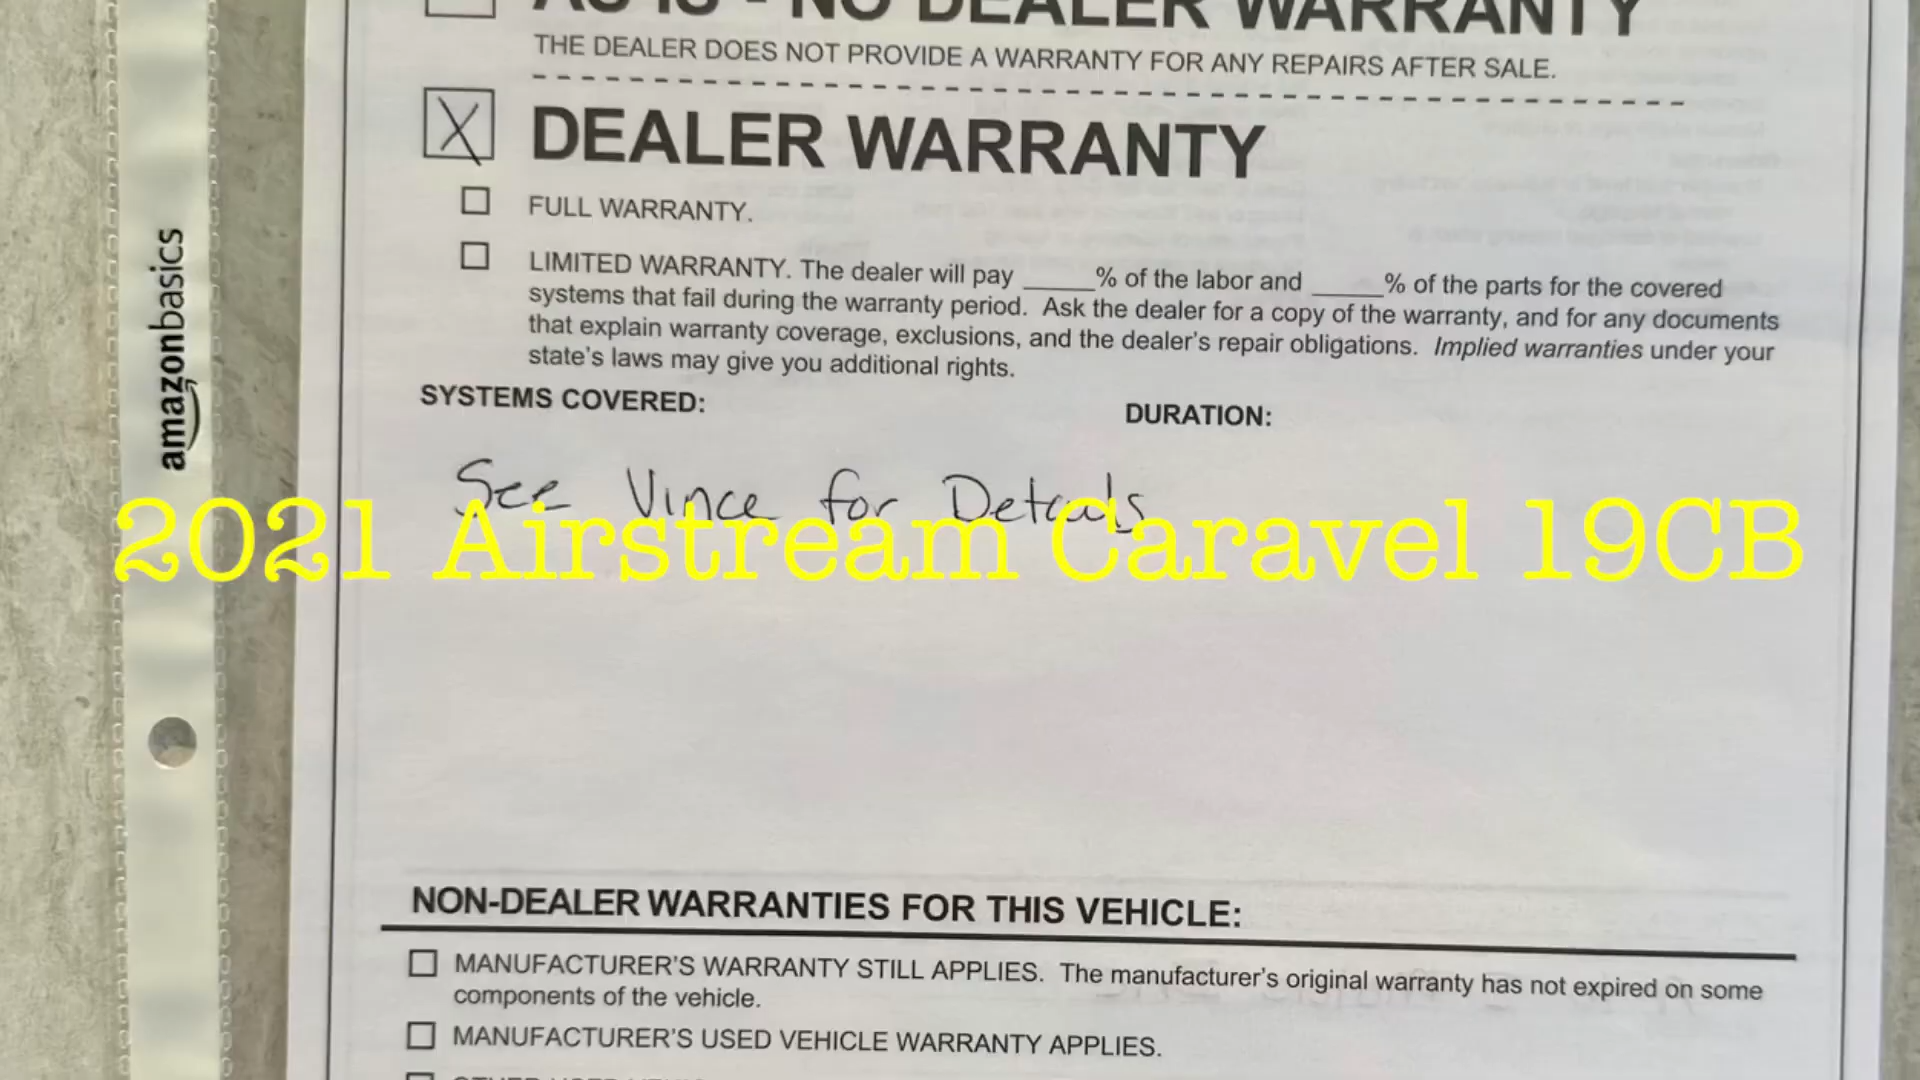 AS IS - NO DEALER WARRANTY
THE DEALER DOES NOT PROVIDE A WARRANTY FOR ANY REPAIRS AFTER SALE.
X DEALER WARRANTY
FULL WARRANTY.
LIMITED WARRANTY. The dealer will pay _____% of the labor and _____% of the parts for the covered
systems that fail during the warranty period. Ask the dealer for a copy of the warranty, and for any documents
that explain warranty coverage, exclusions, and the dealer's repair obligations. Implied warranties under your
state's laws may give you additional rights.
SYSTEMS COVERED:
DURATION:
See Vince for Details
2021 Airstream Caravel 19CB
amazonbasics
NON-DEALER WARRANTIES FOR THIS VEHICLE:
MANUFACTURER'S WARRANTY STILL APPLIES. The manufacturer's original warranty has not expired on some
components of the vehicle.
MANUFACTURER'S USED VEHICLE WARRANTY APPLIES.